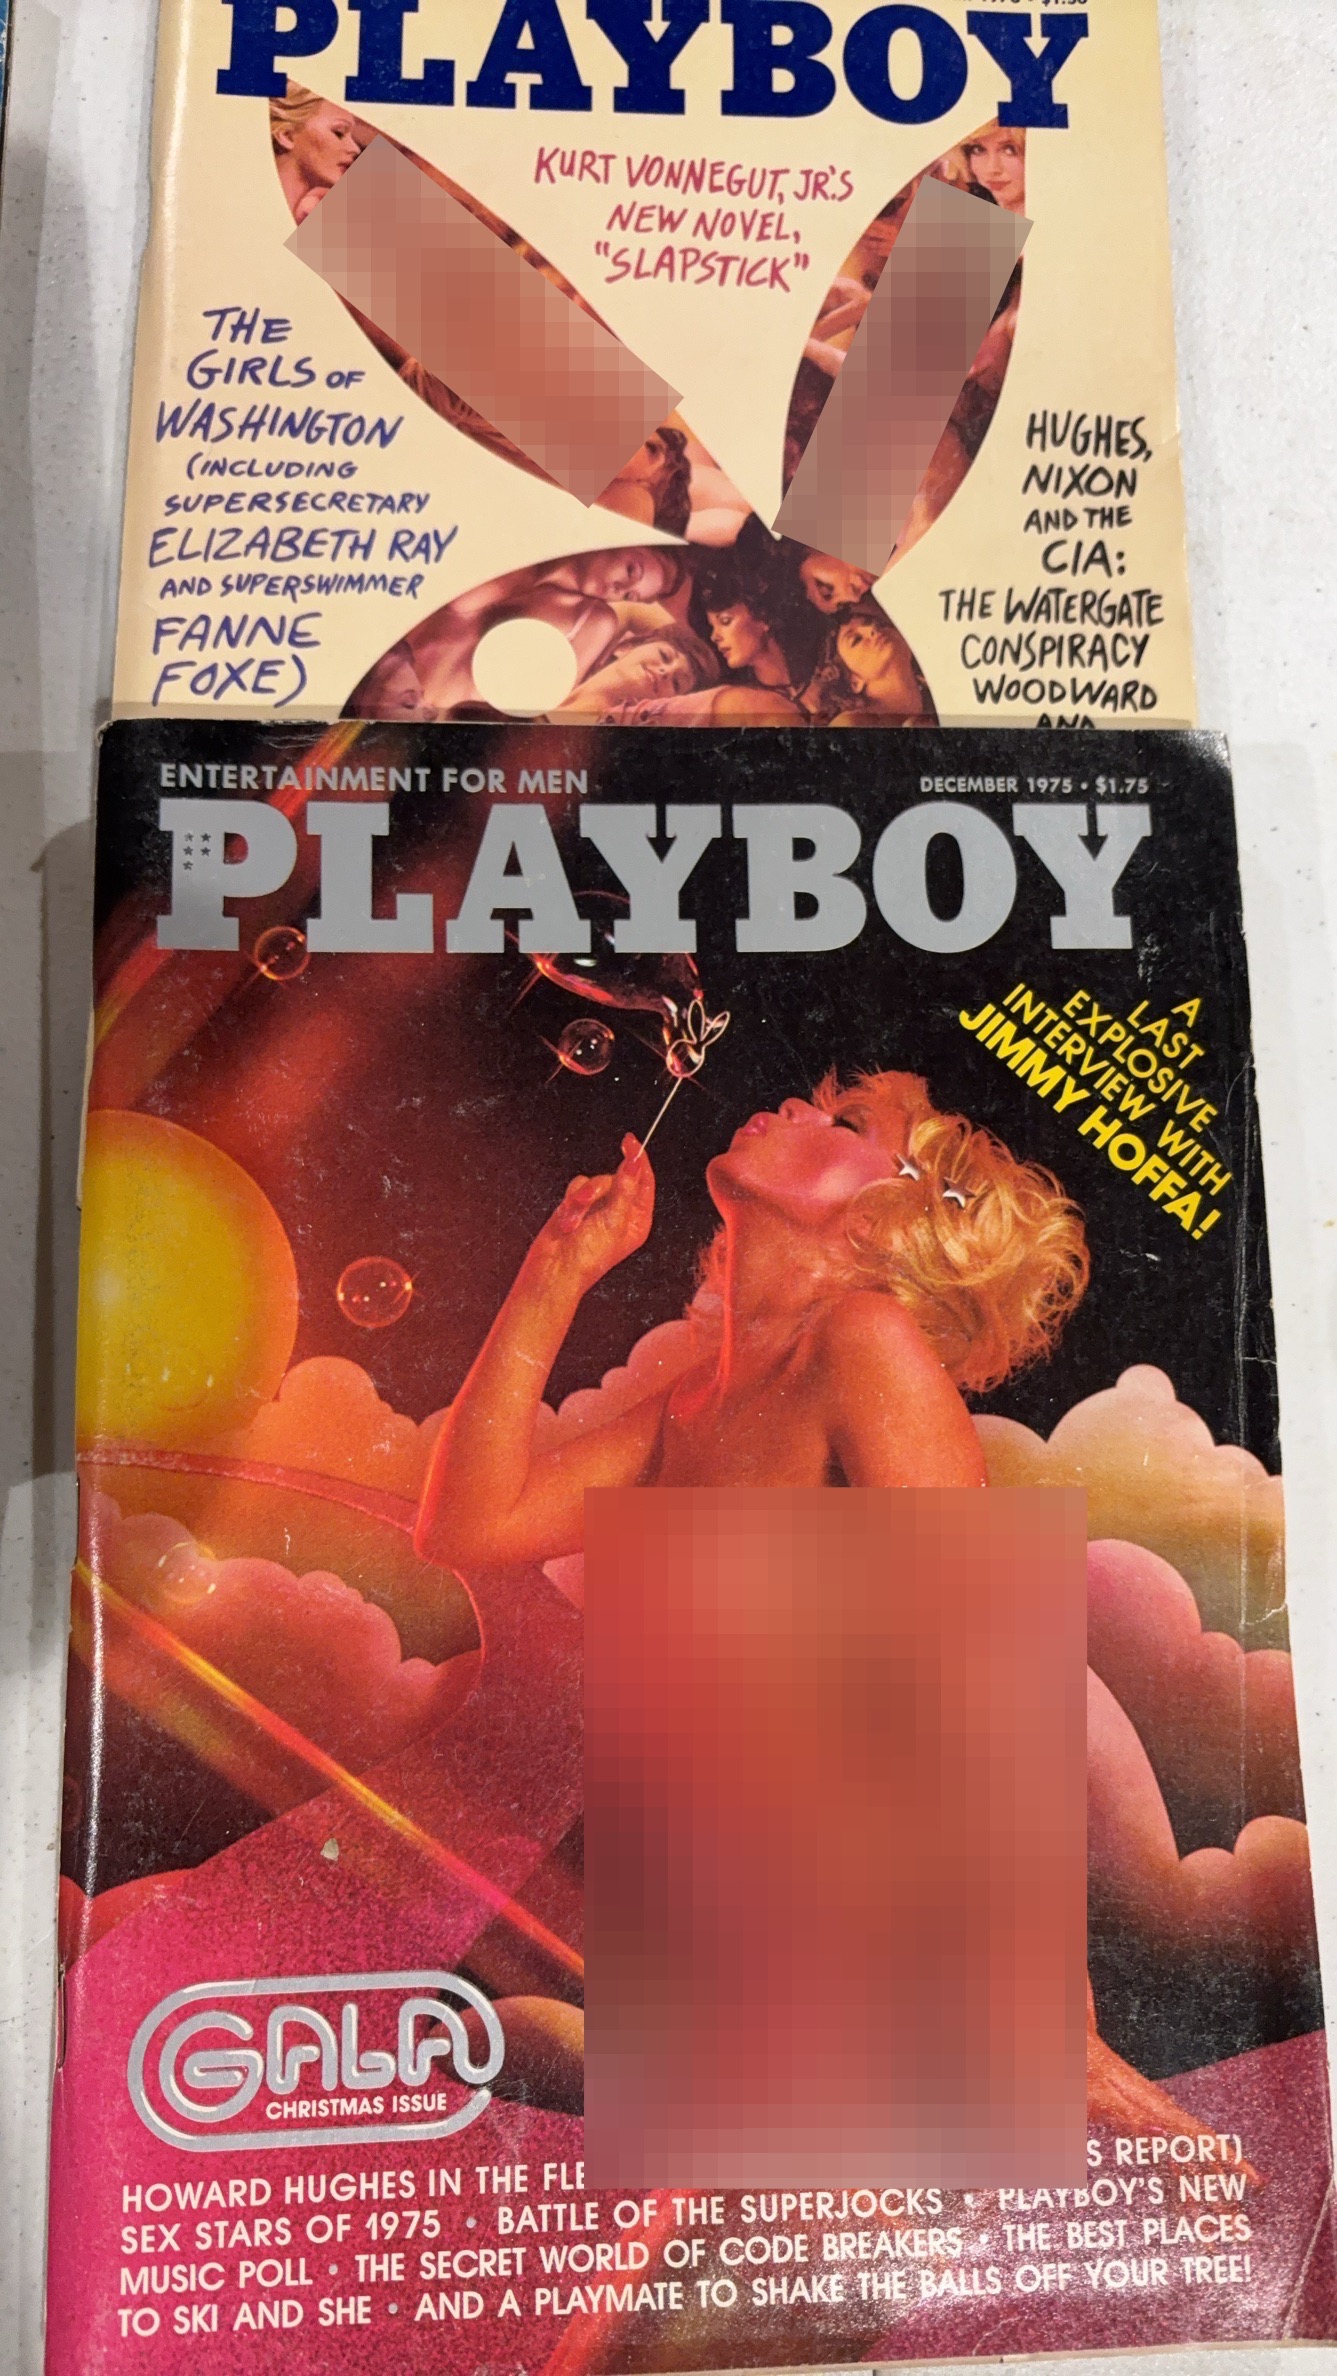 PLAYBOY
KURT VONNEGUT, JR.'S
NEW NOVEL,
"SLAPSTICK"
THE
GIRLS OF
WASHINGTON
(INCLUDING
SUPERSECRETARY
ELIZABETH RAY
AND SUPERSWIMMER
FANNE
FOXE)
HUGHES,
NIXON
AND THE
CIA:
THE WATERGATE
CONSPIRACY
WOODWARD
AND
ENTERTAINMENT FOR MEN
DECEMBER 1975 • $1.75
PLAYBOY
A
LAST
EXPLOSIVE
INTERVIEW WITH
JIMMY HOFFA!
GALA
CHRISTMAS ISSUE
HOWARD HUGHES IN THE REPORT)
SEX STARS OF 1975 • BATTLE OF THE SUPERJOCKS • PLAYBOY'S NEW
MUSIC POLL • THE SECRET WORLD OF CODE BREAKERS • THE BEST PLACES
TO SKI AND SHE • AND A PLAYMATE TO SHAKE THE BALLS OFF YOUR TREE!